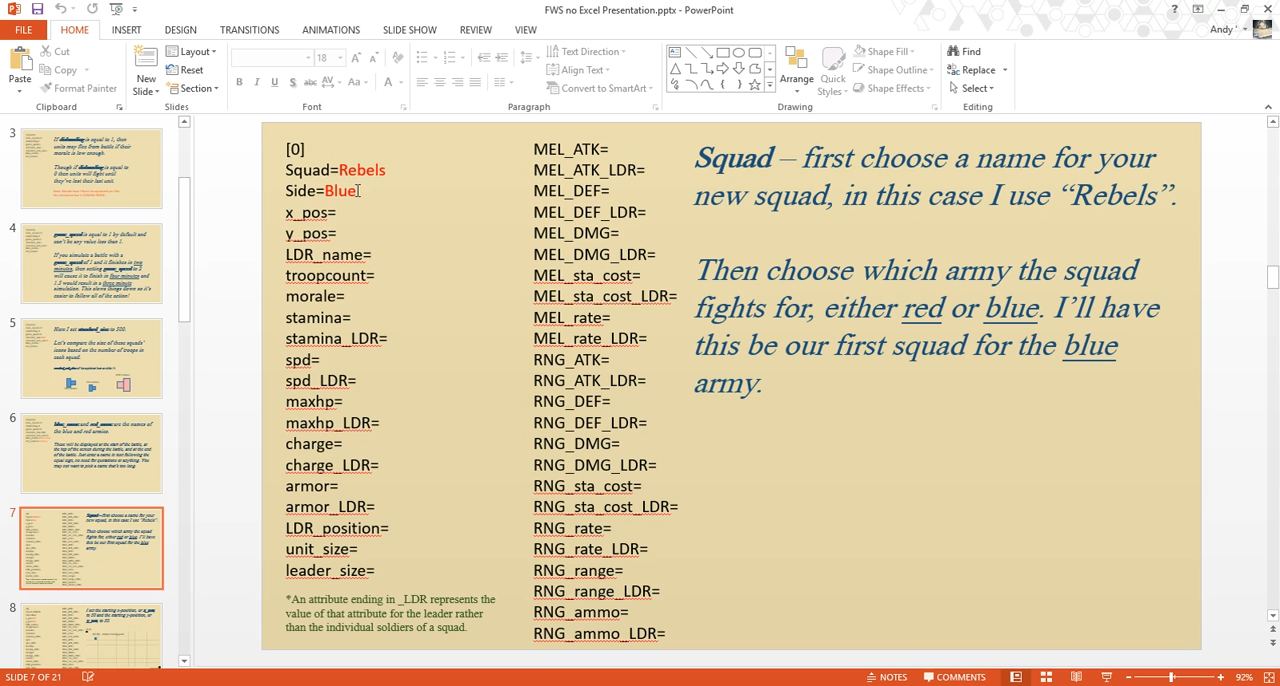 FWS no Excel Presentation.pptx - PowerPoint
FILE HOME INSERT DESIGN TRANSITIONS ANIMATIONS SLIDE SHOW REVIEW VIEW
Andy
Paste
Cut
Copy
Format Painter
Clipboard
New
Slide
Layout
Reset
Section
Slides
18
Font
Text Direction
Align Text
Convert to SmartArt
Paragraph
Arrange
Quick
Styles
Shape Fill
Shape Outline
Shape Effects
Drawing
Find
Replace
Select
Editing
3
4
5
6
7
8
[0]
Squad=Rebels
Side=Blue
x_pos=
y_pos=
LDR_name=
troopcount=
morale=
stamina=
stamina_LDR=
spd=
spd_LDR=
maxhp=
maxhp_LDR=
charge=
charge_LDR=
armor=
armor_LDR=
LDR_position=
unit_size=
leader_size=
*An attribute ending in _LDR represents the
value of that attribute for the leader rather
than the individual soldiers of a squad.
MEL_ATK=
MEL_ATK_LDR=
MEL_DEF=
MEL_DEF_LDR=
MEL_DMG=
MEL_DMG_LDR=
MEL_sta_cost=
MEL_sta_cost_LDR=
MEL_rate=
MEL_rate_LDR=
RNG_ATK=
RNG_ATK_LDR=
RNG_DEF=
RNG_DEF_LDR=
RNG_DMG=
RNG_DMG_LDR=
RNG_sta_cost=
RNG_sta_cost_LDR=
RNG_rate=
RNG_rate_LDR=
RNG_range=
RNG_range_LDR=
RNG_ammo=
RNG_ammo_LDR=
Squad – first choose a name for your
new squad, in this case I use “Rebels”.
Then choose which army the squad
fights for, either red or blue. I’ll have
this be our first squad for the blue
army.
SLIDE 7 OF 21
NOTES
COMMENTS
92%